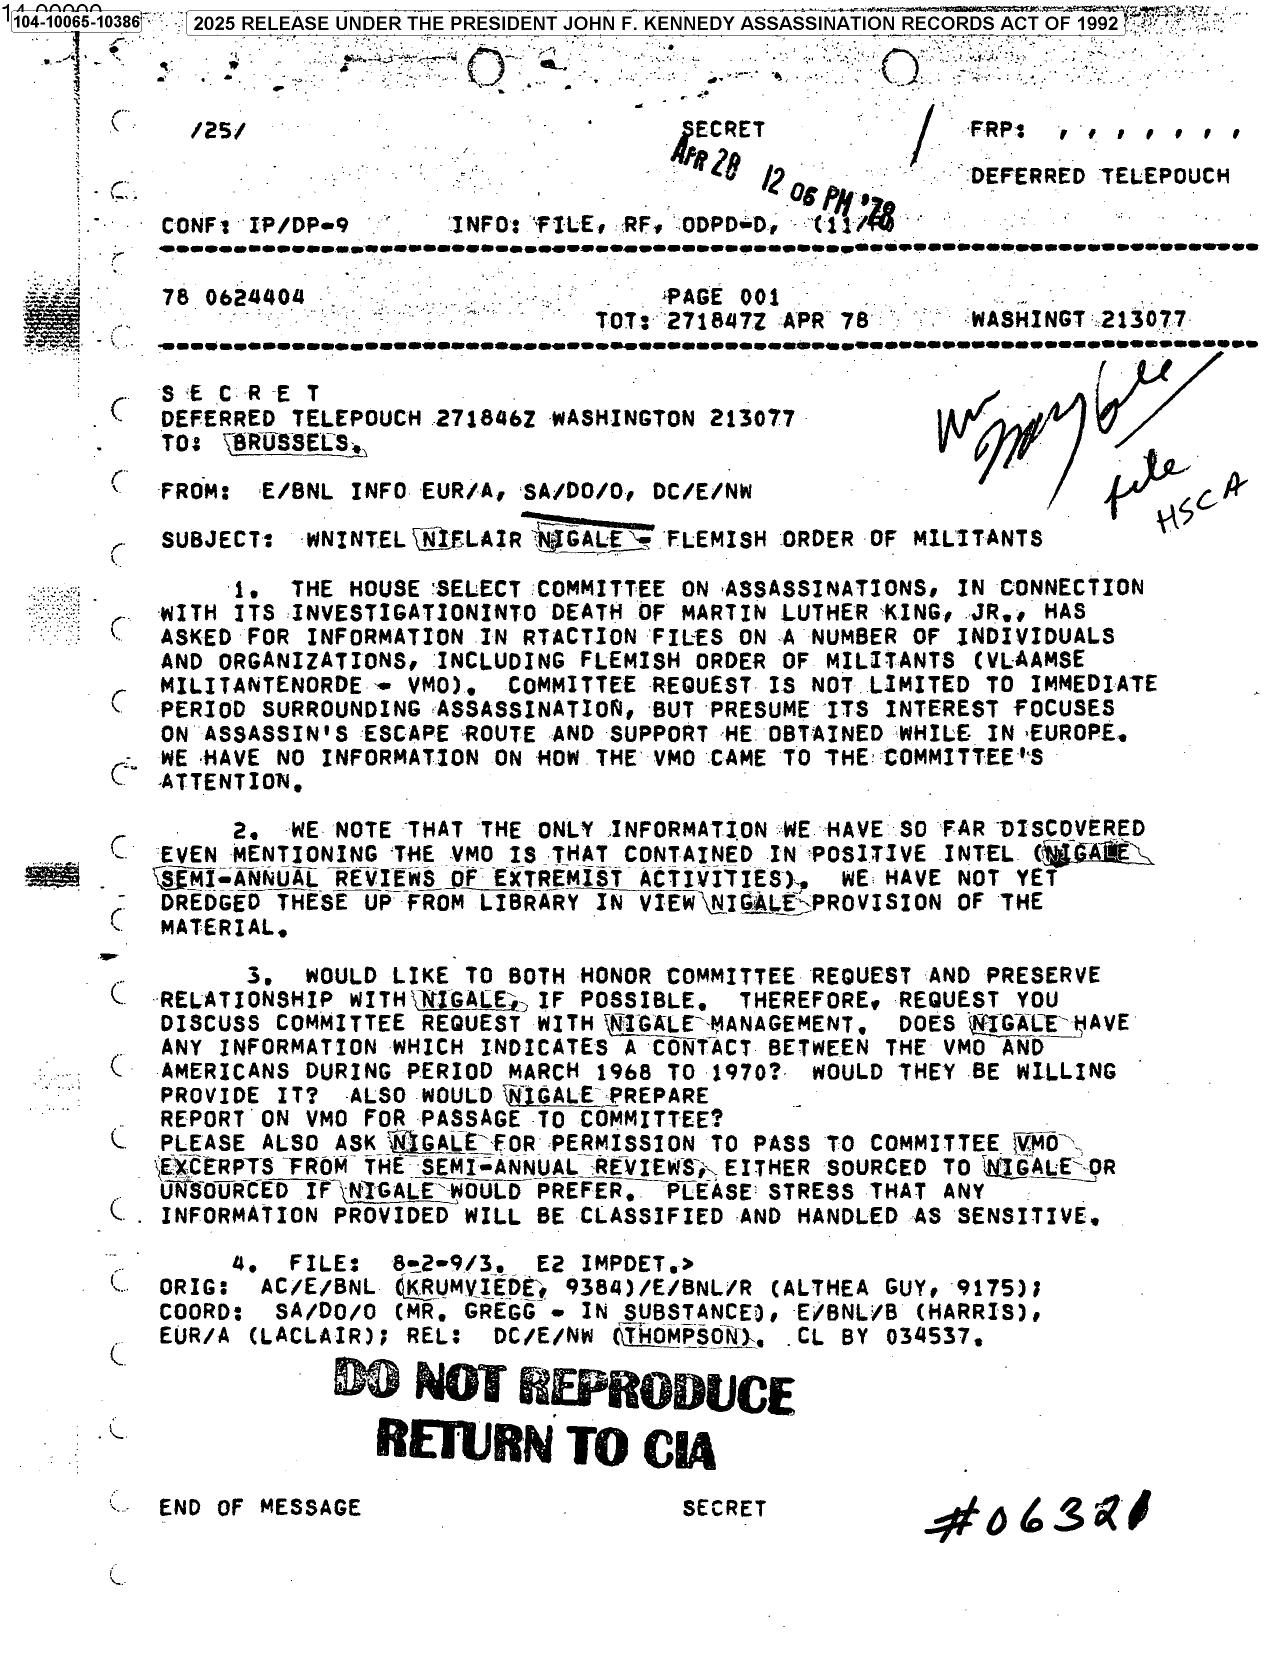 14-00000
104-10065-10386
2025 RELEASE UNDER THE PRESIDENT JOHN F. KENNEDY ASSASSINATION RECORDS ACT OF 1992
/25/ SECRET / FRP: , , , , , , , ,
APR 28 12 06 PM '78
DEFERRED TELEPOUCH
CONF: IP/DP-9 INFO: FILE, RF, ODPD-D, (11/
78 0624404 PAGE 001
TOT: 271847Z APR 78 WASHINGT 213077
S E C R E T
DEFERRED TELEPOUCH 271846Z WASHINGTON 213077
TO: BRUSSELS.
file
HSCA
FROM: E/BNL INFO EUR/A, SA/DO/O, DC/E/NW
SUBJECT: WNINTEL NIFLAIR NIGALE - FLEMISH ORDER OF MILITANTS
1. THE HOUSE SELECT COMMITTEE ON ASSASSINATIONS, IN CONNECTION
WITH ITS INVESTIGATIONINTO DEATH OF MARTIN LUTHER KING, JR., HAS
ASKED FOR INFORMATION IN RTACTION FILES ON A NUMBER OF INDIVIDUALS
AND ORGANIZATIONS, INCLUDING FLEMISH ORDER OF MILITANTS (VLAAMSE
MILITANTENORDE - VMO). COMMITTEE REQUEST IS NOT LIMITED TO IMMEDIATE
PERIOD SURROUNDING ASSASSINATION, BUT PRESUME ITS INTEREST FOCUSES
ON ASSASSIN'S ESCAPE ROUTE AND SUPPORT HE OBTAINED WHILE IN EUROPE.
WE HAVE NO INFORMATION ON HOW THE VMO CAME TO THE COMMITTEE'S
ATTENTION.
2. WE NOTE THAT THE ONLY INFORMATION WE HAVE SO FAR DISCOVERED
EVEN MENTIONING THE VMO IS THAT CONTAINED IN POSITIVE INTEL (NIGALE
SEMI-ANNUAL REVIEWS OF EXTREMIST ACTIVITIES). WE HAVE NOT YET
DREDGED THESE UP FROM LIBRARY IN VIEW NIGALE PROVISION OF THE
MATERIAL.
3. WOULD LIKE TO BOTH HONOR COMMITTEE REQUEST AND PRESERVE
RELATIONSHIP WITH NIGALE, IF POSSIBLE. THEREFORE, REQUEST YOU
DISCUSS COMMITTEE REQUEST WITH NIGALE MANAGEMENT. DOES NIGALE HAVE
ANY INFORMATION WHICH INDICATES A CONTACT BETWEEN THE VMO AND
AMERICANS DURING PERIOD MARCH 1968 TO 1970? WOULD THEY BE WILLING
PROVIDE IT? ALSO WOULD NIGALE PREPARE
REPORT ON VMO FOR PASSAGE TO COMMITTEE?
PLEASE ALSO ASK NIGALE FOR PERMISSION TO PASS TO COMMITTEE VMO
EXCERPTS FROM THE SEMI-ANNUAL REVIEWS, EITHER SOURCED TO NIGALE OR
UNSOURCED IF NIGALE WOULD PREFER. PLEASE STRESS THAT ANY
INFORMATION PROVIDED WILL BE CLASSIFIED AND HANDLED AS SENSITIVE.
4. FILE: 8-2-9/3. E2 IMPDET.>
ORIG: AC/E/BNL (KRUMVIEDE, 9384)/E/BNL/R (ALTHEA GUY, 9175);
COORD: SA/DO/O (MR. GREGG - IN SUBSTANCE), E/BNL/B (HARRIS),
EUR/A (LACLAIR); REL: DC/E/NW (THOMPSON). CL BY 034537.
DO NOT REPRODUCE
RETURN TO CIA
END OF MESSAGE SECRET
#06321